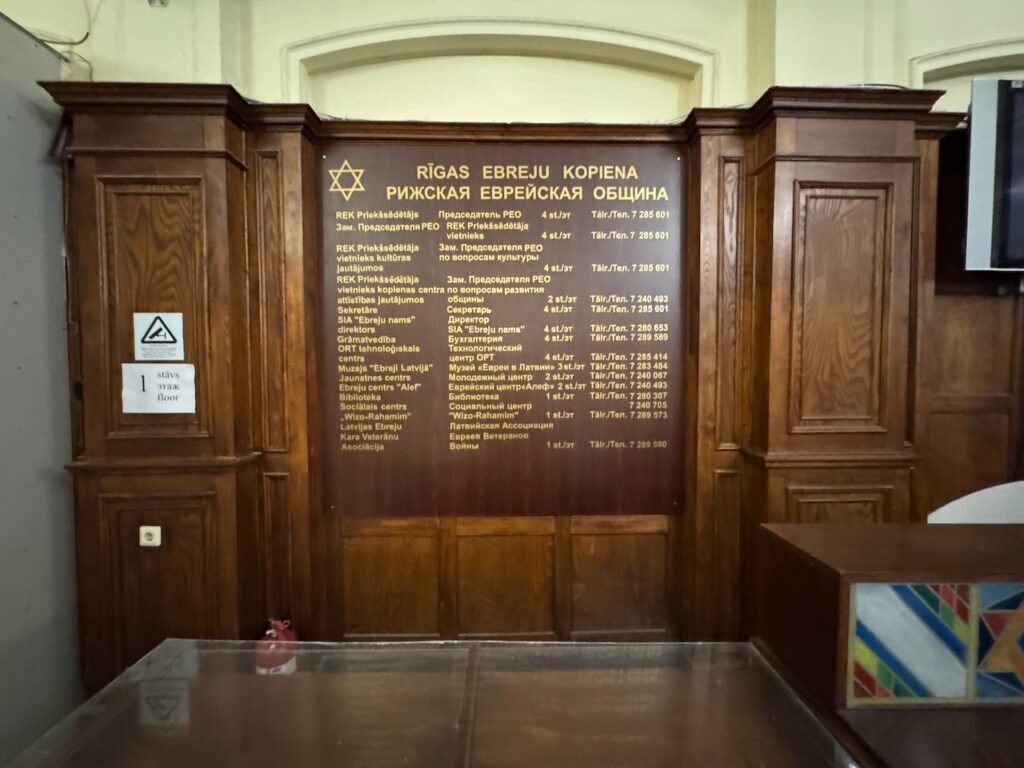 RĪGAS EBREJU KOPIENA
РИЖСКАЯ ЕВРЕЙСКАЯ ОБЩИНА
REK Priekšsēdētājs Председатель РЕО 4 st./эт Tālr./Тел. 7 285 601
Зам. Председателя РЕО REK Priekšsēdētāja
vietnieks 4 st./эт Tālr./Тел. 7 285 601
REK Priekšsēdētāja Зам. Председателя РЕО
vietnieks kultūras по вопросам культуры
jautājumos 4 st./эт Tālr./Тел. 7 285 601
REK Priekšsēdētāja Зам. Председателя РЕО
vietnieks kopienas centra по вопросам развития
attīstības jautājumos общины 2 st./эт Tālr./Тел. 7 240 493
Sekretāre Секретарь 4 st./эт Tālr./Тел. 7 285 601
SIA "Ebreju nams" Директор
direktors SIA "Ebreju name" 4 st./эт Tālr./Тел. 7 280 653
Grāmatvedība Бухгалтерия 4 st./эт Tālr./Тел. 7 289 589
ORT tehnoloģiskais Технологический
centrs центр ОРТ 4 st./эт Tālr./Тел. 7 285 414
Muzejs "Ebreji Latvijā" Музей «Евреи в Латвии» 3 st./эт Tālr./Тел. 7 283 484
Jaunatnes centrs Молодежный центр 2 st./эт Tālr./Тел. 7 240 067
Ebreju centrs "Alef" Еврейский центр«Алеф» 2 st./эт Tālr./Тел. 7 240 493
Bibliotēka Библиотека 1 st./эт Tālr./Тел. 7 280 307
Sociālais centrs Социальный центр 7 240 705
„Wizo-Rahamim" "Wizo-Rahamim" 1 st./эт Tālr./Тел. 7 289 573
Latvijas Ebreju Латвийская Ассоциация
Kara Veterānu Евреев Ветеранов
Asociācija Войны 1 st./эт Tālr./Тел. 7 289 580
1 stāvs
этаж
floor